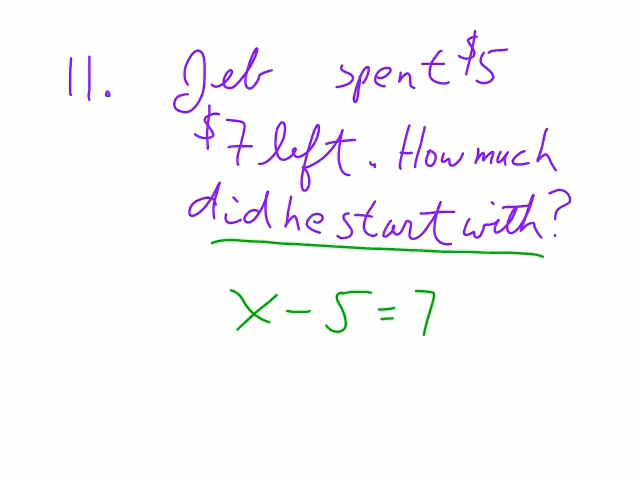 11. Jeb spent $5
$7 left. How much
did he start with?
x - 5 = 7